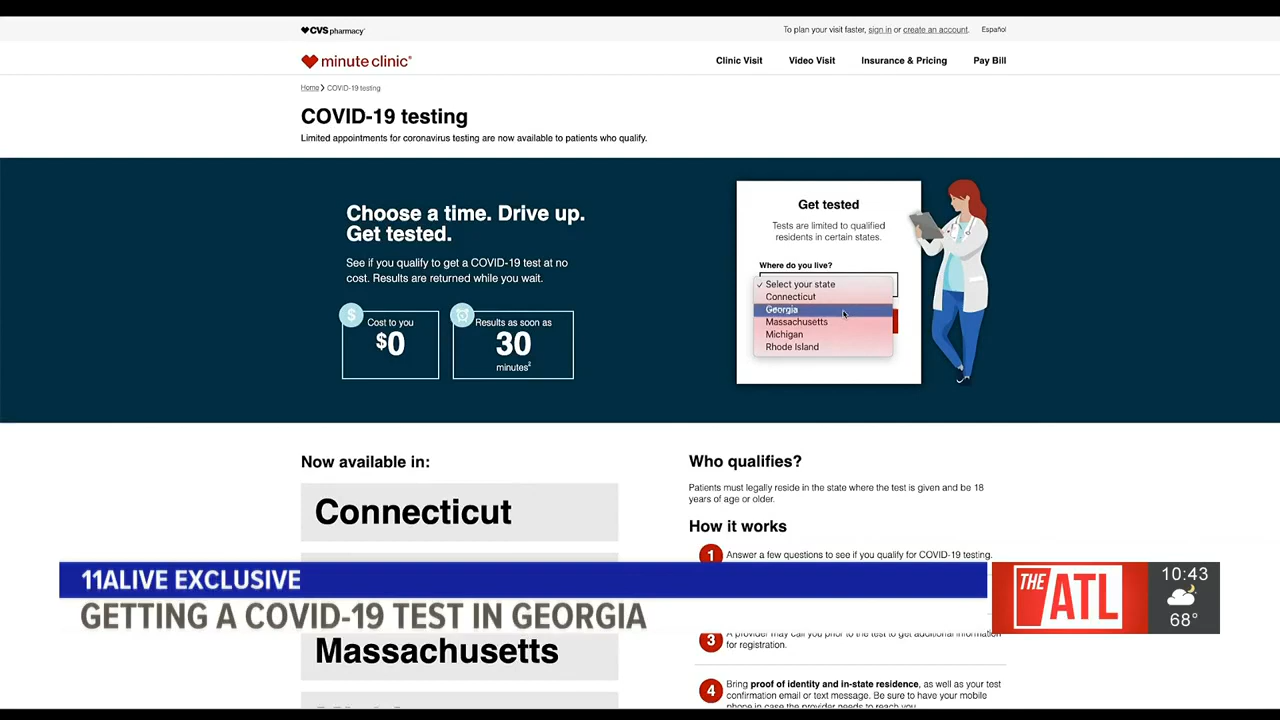 CVS pharmacy
To plan your visit faster, sign in or create an account.
Español
minute clinic®
Clinic Visit
Video Visit
Insurance & Pricing
Pay Bill
Home > COVID-19 testing
COVID-19 testing
Limited appointments for coronavirus testing are now available to patients who qualify.
Choose a time. Drive up.
Get tested.
See if you qualify to get a COVID-19 test at no
cost. Results are returned while you wait.
$
Cost to you
$0
Results as soon as
30
minutes²
Get tested
Tests are limited to qualified
residents in certain states.
Where do you live?
✓ Select your state
Connecticut
Georgia
Massachusetts
Michigan
Rhode Island
Now available in:
Connecticut
Massachusetts
Who qualifies?
Patients must legally reside in the state where the test is given and be 18
years of age or older.
How it works
1
Answer a few questions to see if you qualify for COVID-19 testing.
3
A provider may call you prior to the test to get additional information
for registration.
4
Bring proof of identity and in-state residence, as well as your test
confirmation email or text message. Be sure to have your mobile
phone in case the provider needs to reach you.
11ALIVE EXCLUSIVE
GETTING A COVID-19 TEST IN GEORGIA
THE ATL
10:43
68°